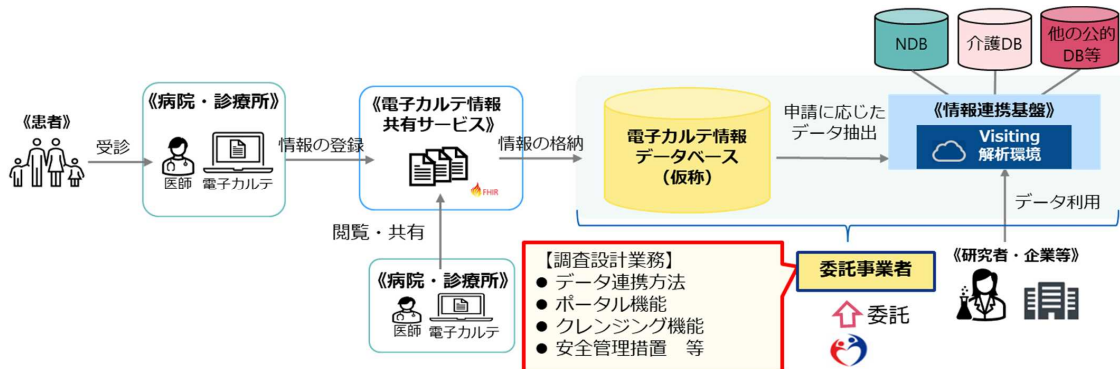 《患者》
受診
《病院・診療所》
医師
電子カルテ
情報の登録
《電子カルテ情報
共有サービス》
FHIR
閲覧・共有
《病院・診療所》
医師
電子カルテ
情報の格納
電子カルテ情報
データベース
（仮称）
申請に応じた
データ抽出
NDB
介護DB
他の公的
DB等
《情報連携基盤》
Visiting
解析環境
データ利用
《研究者・企業等》
委託事業者
委託
【調査設計業務】
● データ連携方法
● ポータル機能
● クレンジング機能
● 安全管理措置　等